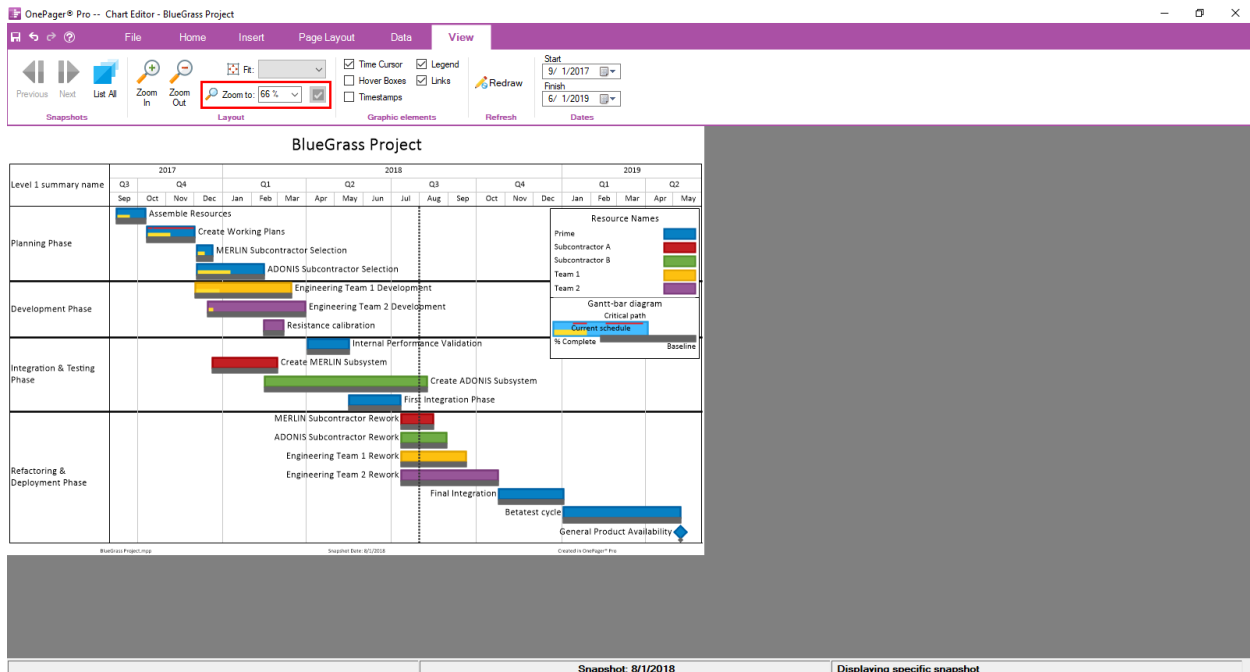 OnePager® Pro -- Chart Editor - BlueGrass Project
File Home Insert Page Layout Data View
Previous Next List All
Zoom In
Zoom Out
Fit:
Zoom to: 66 %
Time Cursor Legend
Hover Boxes Links
Timestamps
Redraw
Start
9/ 1/2017
Finish
6/ 1/2019
Snapshots Layout Graphic elements Refresh Dates
BlueGrass Project
2017 2018 2019
Level 1 summary name Q3 Q4 Q1 Q2 Q3 Q4 Q1 Q2
Sep Oct Nov Dec Jan Feb Mar Apr May Jun Jul Aug Sep Oct Nov Dec Jan Feb Mar Apr May
Planning Phase
Assemble Resources
Create Working Plans
MERLIN Subcontractor Selection
ADONIS Subcontractor Selection
Development Phase
Engineering Team 1 Development
Engineering Team 2 Development
Resistance calibration
Integration & Testing
Phase
Internal Performance Validation
Create MERLIN Subsystem
Create ADONIS Subsystem
First Integration Phase
Refactoring &
Deployment Phase
MERLIN Subcontractor Rework
ADONIS Subcontractor Rework
Engineering Team 1 Rework
Engineering Team 2 Rework
Final Integration
Betatest cycle
General Product Availability
Resource Names
Prime
Subcontractor A
Subcontractor B
Team 1
Team 2
Gantt-bar diagram
Critical path
Current schedule
% Complete
Baseline
BlueGrass Project.mpp Snapshot Date: 8/1/2018 Created in OnePager® Pro
Snapshot: 8/1/2018 Displaying specific snapshot